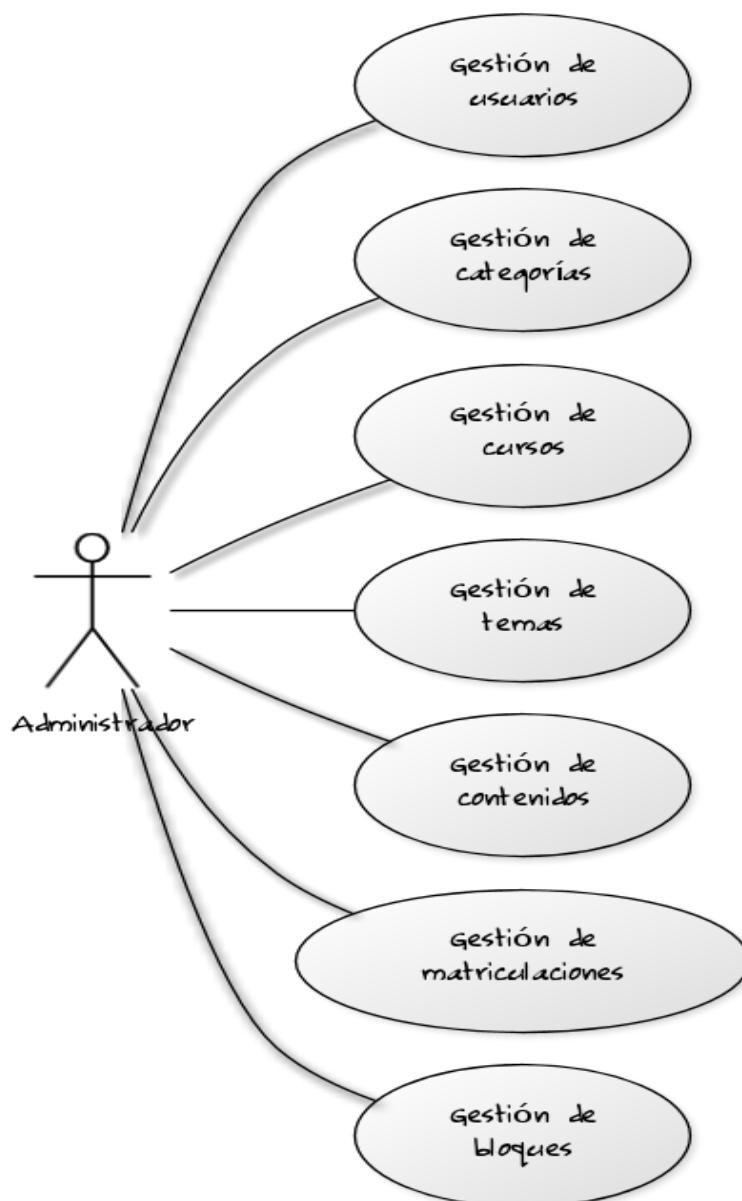 Gestión de
usuarios
Gestión de
categorías
Gestión de
cursos
Gestión de
temas
Gestión de
contenidos
Administrador
Gestión de
matriculaciones
Gestión de
bloques